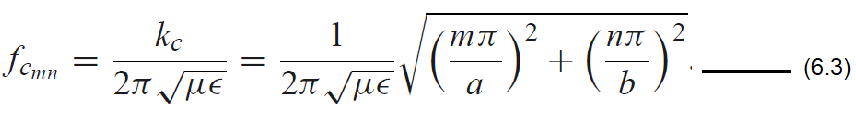 f_{c_{mn}} = \frac{k_c}{2\pi\sqrt{\mu\epsilon}} = \frac{1}{2\pi\sqrt{\mu\epsilon}} \sqrt{\left(\frac{m\pi}{a}\right)^2 + \left(\frac{n\pi}{b}\right)^2}. ______ (6.3)